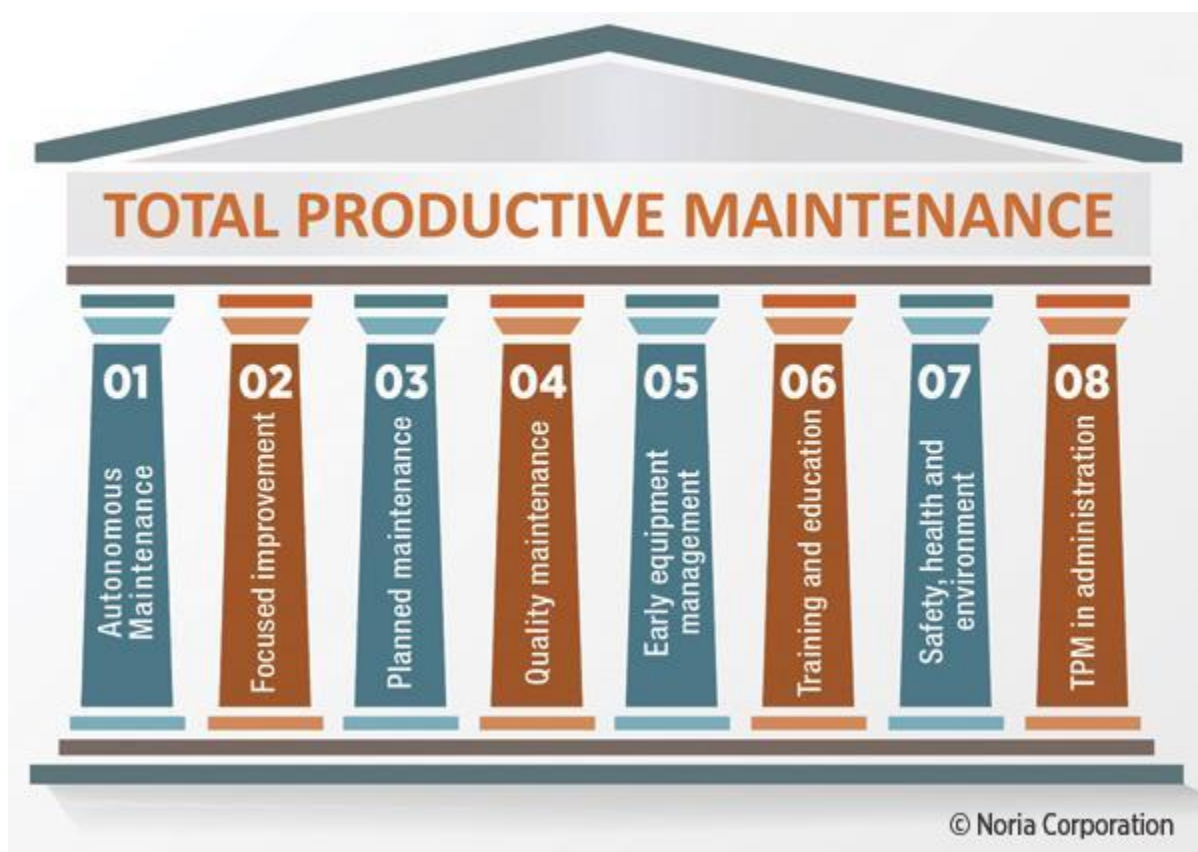 TOTAL PRODUCTIVE MAINTENANCE
01
Autonomous
Maintenance
02
Focused improvement
03
Planned maintenance
04
Quality maintenance
05
Early equipment
management
06
Training and education
07
Safety, health and
environment
08
TPM in administration
© Noria Corporation